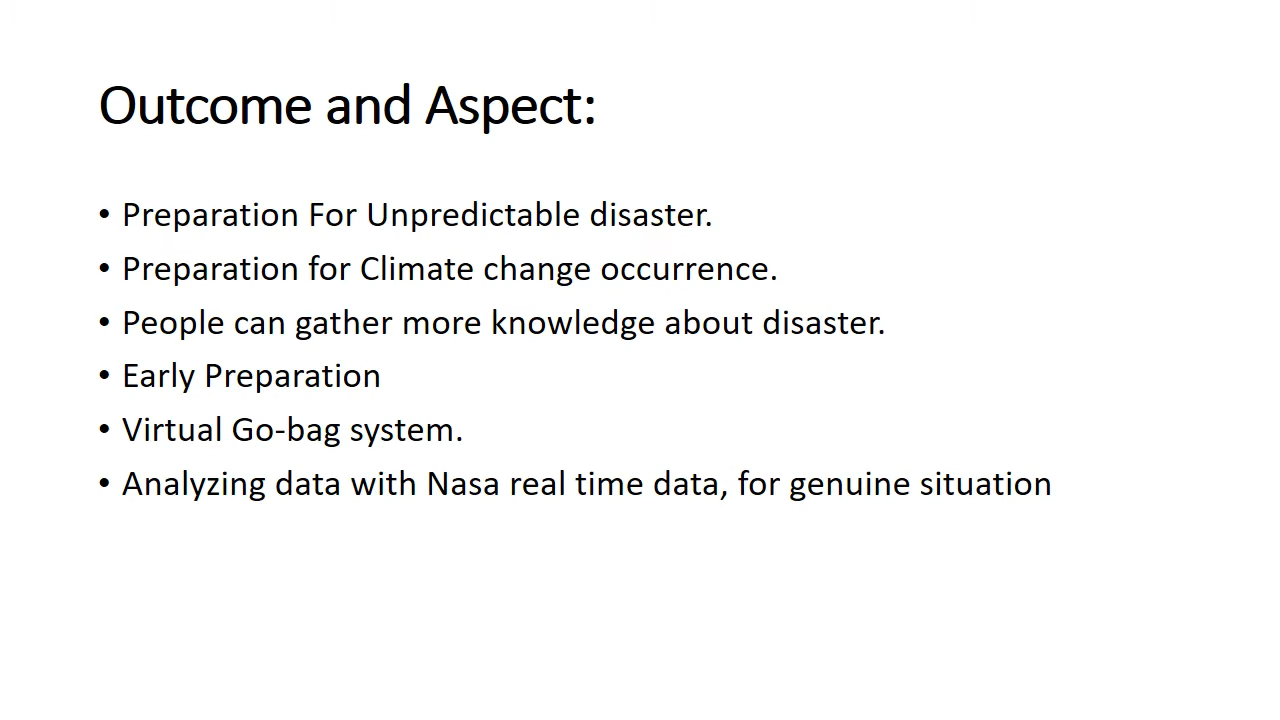 Outcome and Aspect:
• Preparation For Unpredictable disaster.
• Preparation for Climate change occurrence.
• People can gather more knowledge about disaster.
• Early Preparation
• Virtual Go-bag system.
• Analyzing data with Nasa real time data, for genuine situation